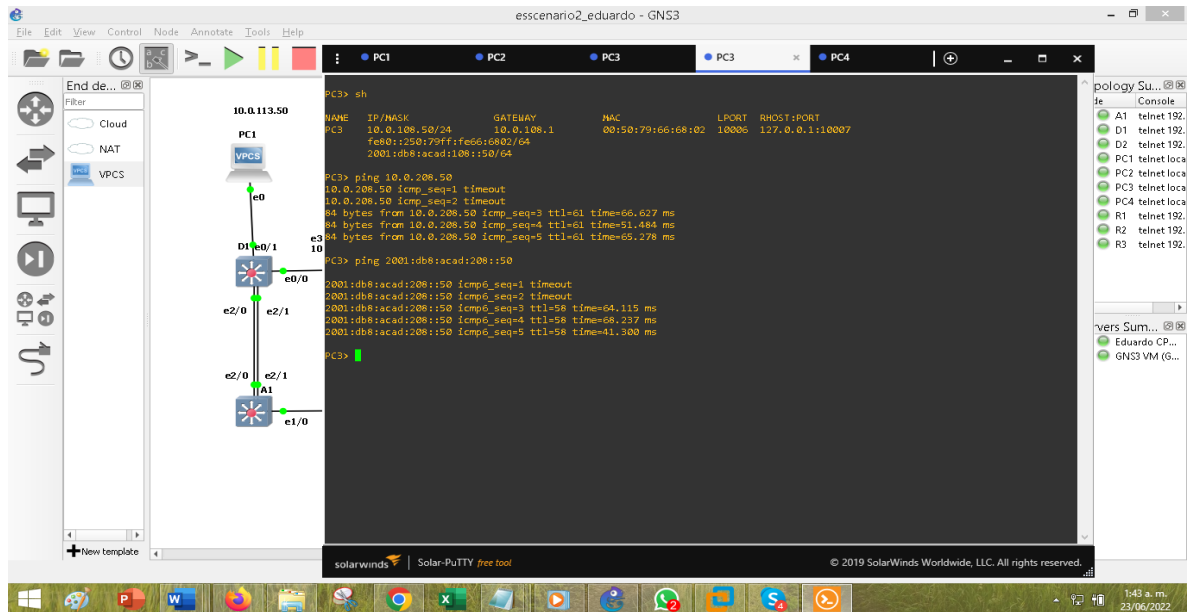 esscenario2_eduardo - GNS3
File Edit View Control Node Annotate Tools Help
End de...
Filter
Cloud
NAT
VPCS
New template
10.0.113.50
PC1
VPCS
e0
D1 e0/1
e3
10
e0/0
e2/0 e2/1
e2/0 e2/1
A1
e1/0
PC1 PC2 PC3 PC3 PC4
PC3> sh
NAME IP/MASK GATEWAY MAC LPORT RHOST:PORT
PC3 10.0.108.50/24 10.0.108.1 00:50:79:66:68:02 10006 127.0.0.1:10007
fe80::250:79ff:fe66:6802/64
2001:db8:acad:108::50/64
PC3> ping 10.0.208.50
10.0.208.50 icmp_seq=1 timeout
10.0.208.50 icmp_seq=2 timeout
84 bytes from 10.0.208.50 icmp_seq=3 ttl=61 time=66.627 ms
84 bytes from 10.0.208.50 icmp_seq=4 ttl=61 time=51.484 ms
84 bytes from 10.0.208.50 icmp_seq=5 ttl=61 time=65.278 ms
PC3> ping 2001:db8:acad:208::50
2001:db8:acad:208::50 icmp6_seq=1 timeout
2001:db8:acad:208::50 icmp6_seq=2 timeout
2001:db8:acad:208::50 icmp6_seq=3 ttl=58 time=64.115 ms
2001:db8:acad:208::50 icmp6_seq=4 ttl=58 time=68.237 ms
2001:db8:acad:208::50 icmp6_seq=5 ttl=58 time=41.300 ms
PC3>
solarwinds Solar-PuTTY free tool © 2019 SolarWinds Worldwide, LLC. All rights reserved.
pology Su...
de Console
A1 telnet 192.
D1 telnet 192.
D2 telnet 192.
PC1 telnet loca
PC2 telnet loca
PC3 telnet loca
PC4 telnet loca
R1 telnet 192.
R2 telnet 192.
R3 telnet 192.
rvers Sum...
Eduardo CP...
GNS3 VM (G...
1:43 a. m.
23/06/2022